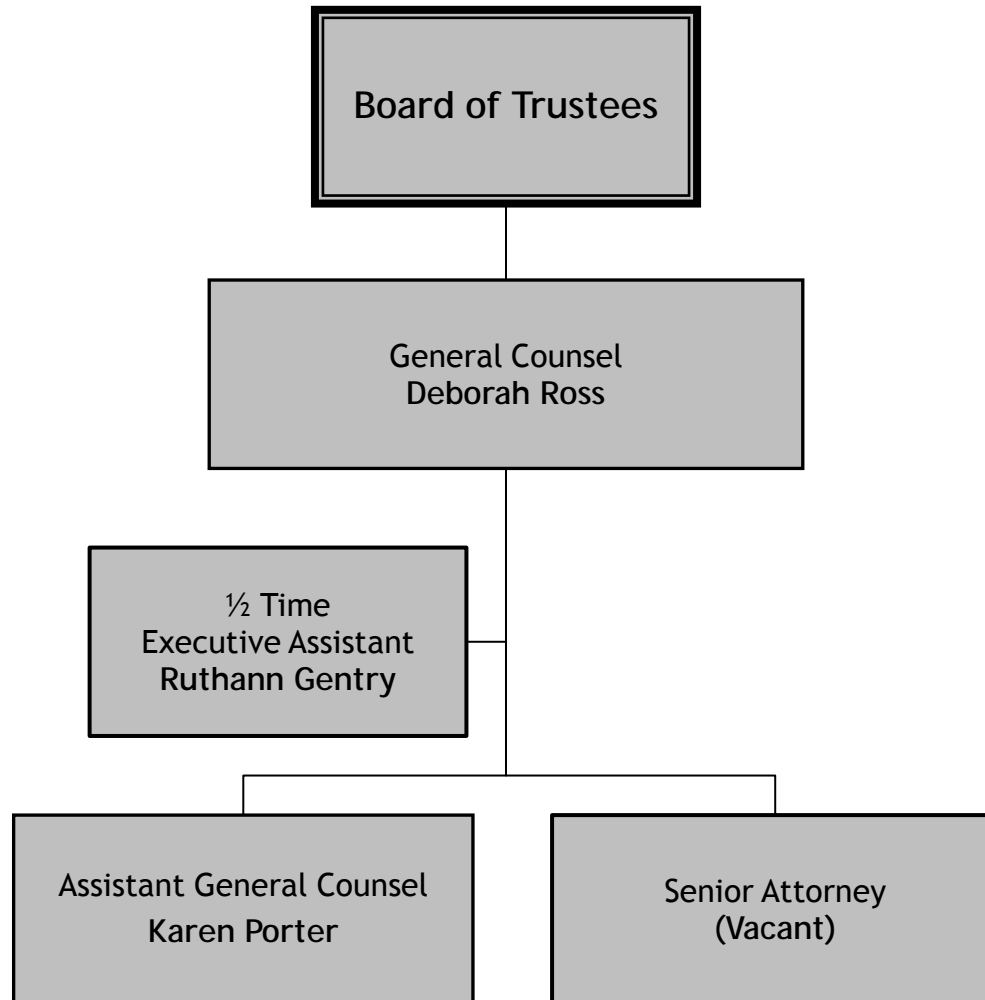 Board of Trustees
General Counsel
Deborah Ross
½ Time
Executive Assistant
Ruthann Gentry
Assistant General Counsel
Karen Porter
Senior Attorney
(Vacant)